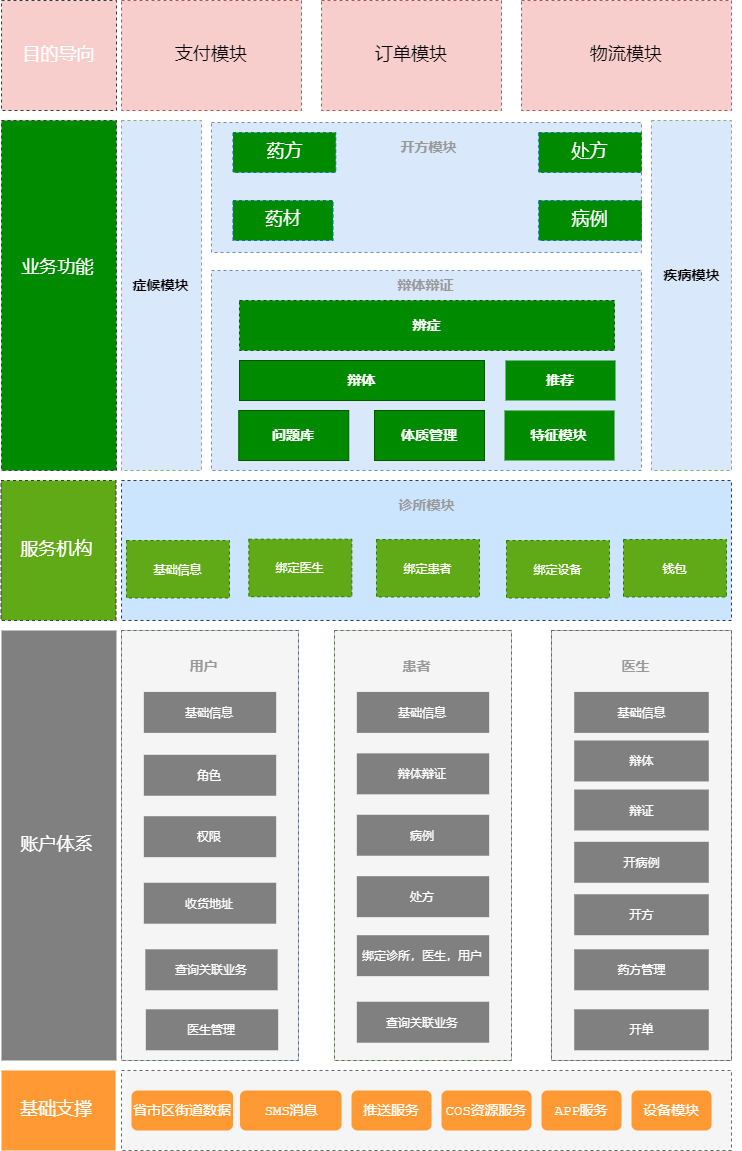 目的导向
支付模块
订单模块
物流模块
业务功能
症候模块
开方模块
药方
处方
药材
病例
辩体辩证
辨症
辩体
推荐
问题库
体质管理
特征模块
疾病模块
服务机构
诊所模块
基础信息
绑定医生
绑定患者
绑定设备
钱包
账户体系
用户
基础信息
角色
权限
收货地址
查询关联业务
医生管理
患者
基础信息
辩体辩证
病例
处方
绑定诊所，医生，用户
查询关联业务
医生
基础信息
辩体
辩证
开病例
开方
药方管理
开单
基础支撑
省市区街道数据
SMS消息
推送服务
COS资源服务
APP服务
设备模块